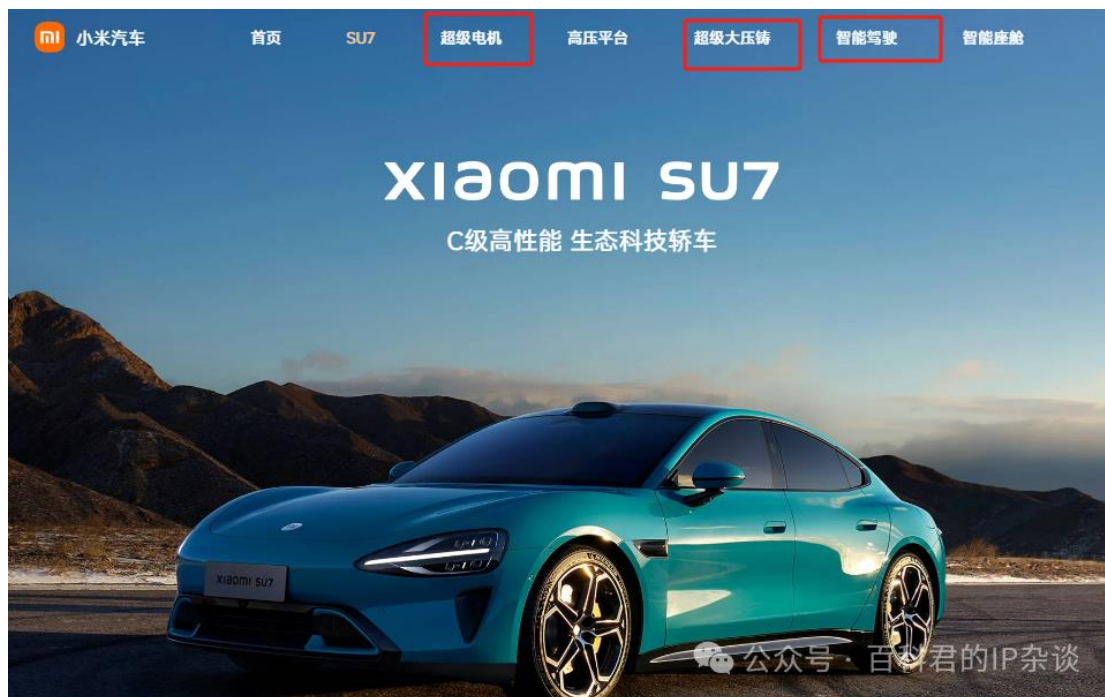 mi 小米汽车 首页 SU7 超级电机 高压平台 超级大压铸 智能驾驶 智能座舱
xiaomi SU7
C级高性能 生态科技轿车
xiaomi SU7
公众号 · 百科君的IP杂谈